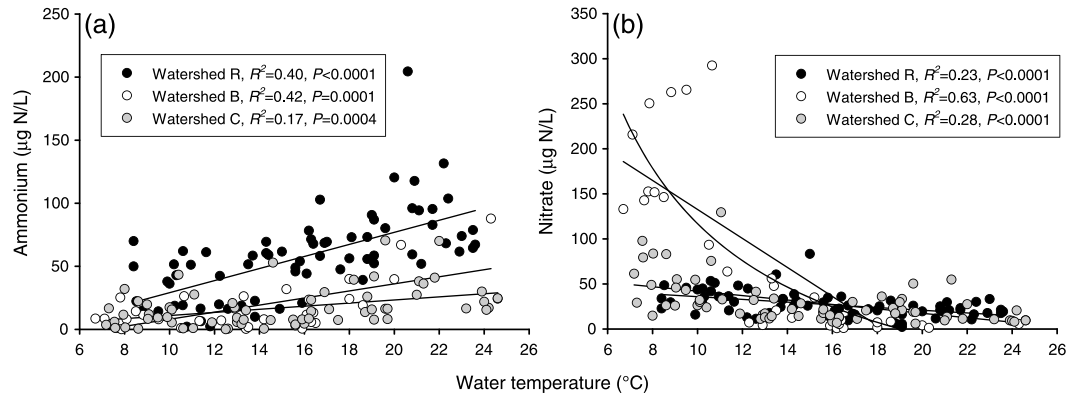 (a)
Watershed R, R²=0.40, P<0.0001
Watershed B, R²=0.42, P=0.0001
Watershed C, R²=0.17, P=0.0004
250
200
150
100
50
0
Ammonium (µg N/L)
6 8 10 12 14 16 18 20 22 24 26
(b)
Watershed R, R²=0.23, P<0.0001
Watershed B, R²=0.63, P<0.0001
Watershed C, R²=0.28, P<0.0001
350
300
250
200
150
100
50
0
Nitrate (µg N/L)
6 8 10 12 14 16 18 20 22 24 26
Water temperature (°C)